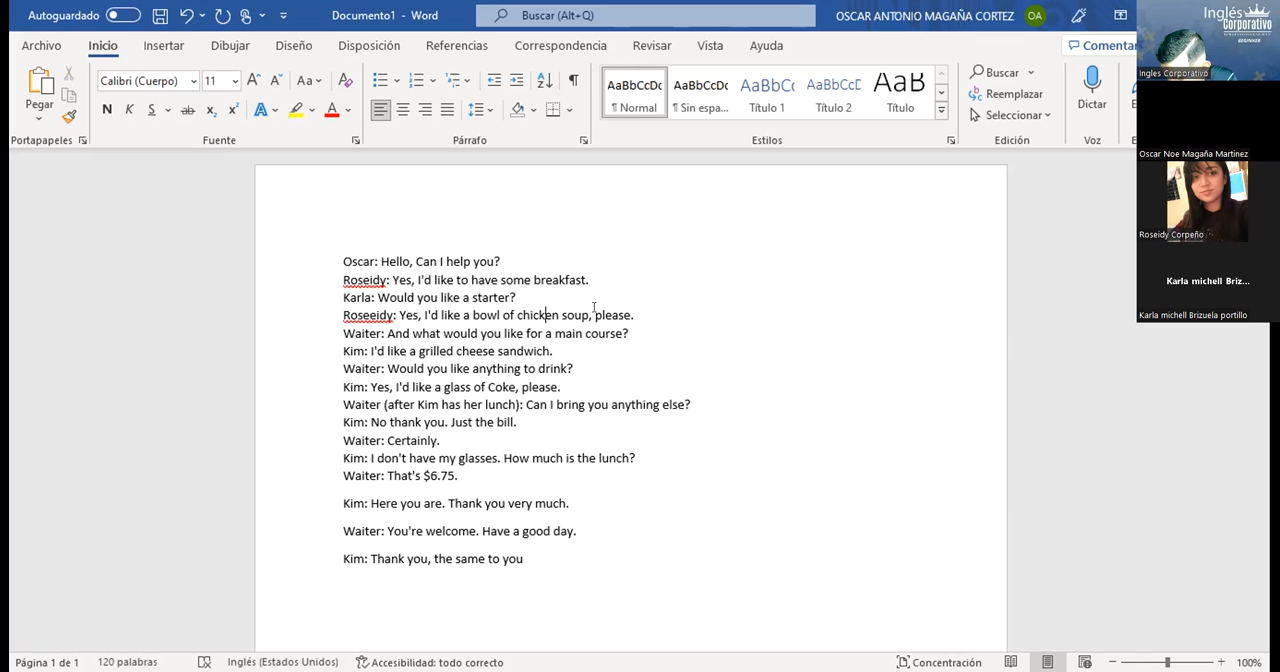 Autoguardado
Documento1 - Word
Buscar (Alt+Q)
OSCAR ANTONIO MAGAÑA CORTEZ
OA
Archivo
Inicio
Insertar
Dibujar
Diseño
Disposición
Referencias
Correspondencia
Revisar
Vista
Ayuda
Comentar
Pegar
Calibri (Cuerpo)
11
N K S ab x₂ x²
AaBbCcDc
¶ Normal
AaBbCcDc
¶ Sin espa...
AaBbCc
Título 1
AaBbCcD
Título 2
AaB
Título
Buscar
Reemplazar
Seleccionar
Dictar
Portapapeles
Fuente
Párrafo
Estilos
Edición
Voz
Inglés
Corporativo
BEGINNER
Ingles Corporativo
Oscar Noe Magaña Martinez
Roseidy Corpeño
Karla michell Briz...
Karla michell Brizuela portillo
Oscar: Hello, Can I help you?
Roseidy: Yes, I'd like to have some breakfast.
Karla: Would you like a starter?
Roseeidy: Yes, I'd like a bowl of chicken soup, please.
Waiter: And what would you like for a main course?
Kim: I'd like a grilled cheese sandwich.
Waiter: Would you like anything to drink?
Kim: Yes, I'd like a glass of Coke, please.
Waiter (after Kim has her lunch): Can I bring you anything else?
Kim: No thank you. Just the bill.
Waiter: Certainly.
Kim: I don't have my glasses. How much is the lunch?
Waiter: That's $6.75.
Kim: Here you are. Thank you very much.
Waiter: You're welcome. Have a good day.
Kim: Thank you, the same to you
Página 1 de 1
120 palabras
Inglés (Estados Unidos)
Accesibilidad: todo correcto
Concentración
100%